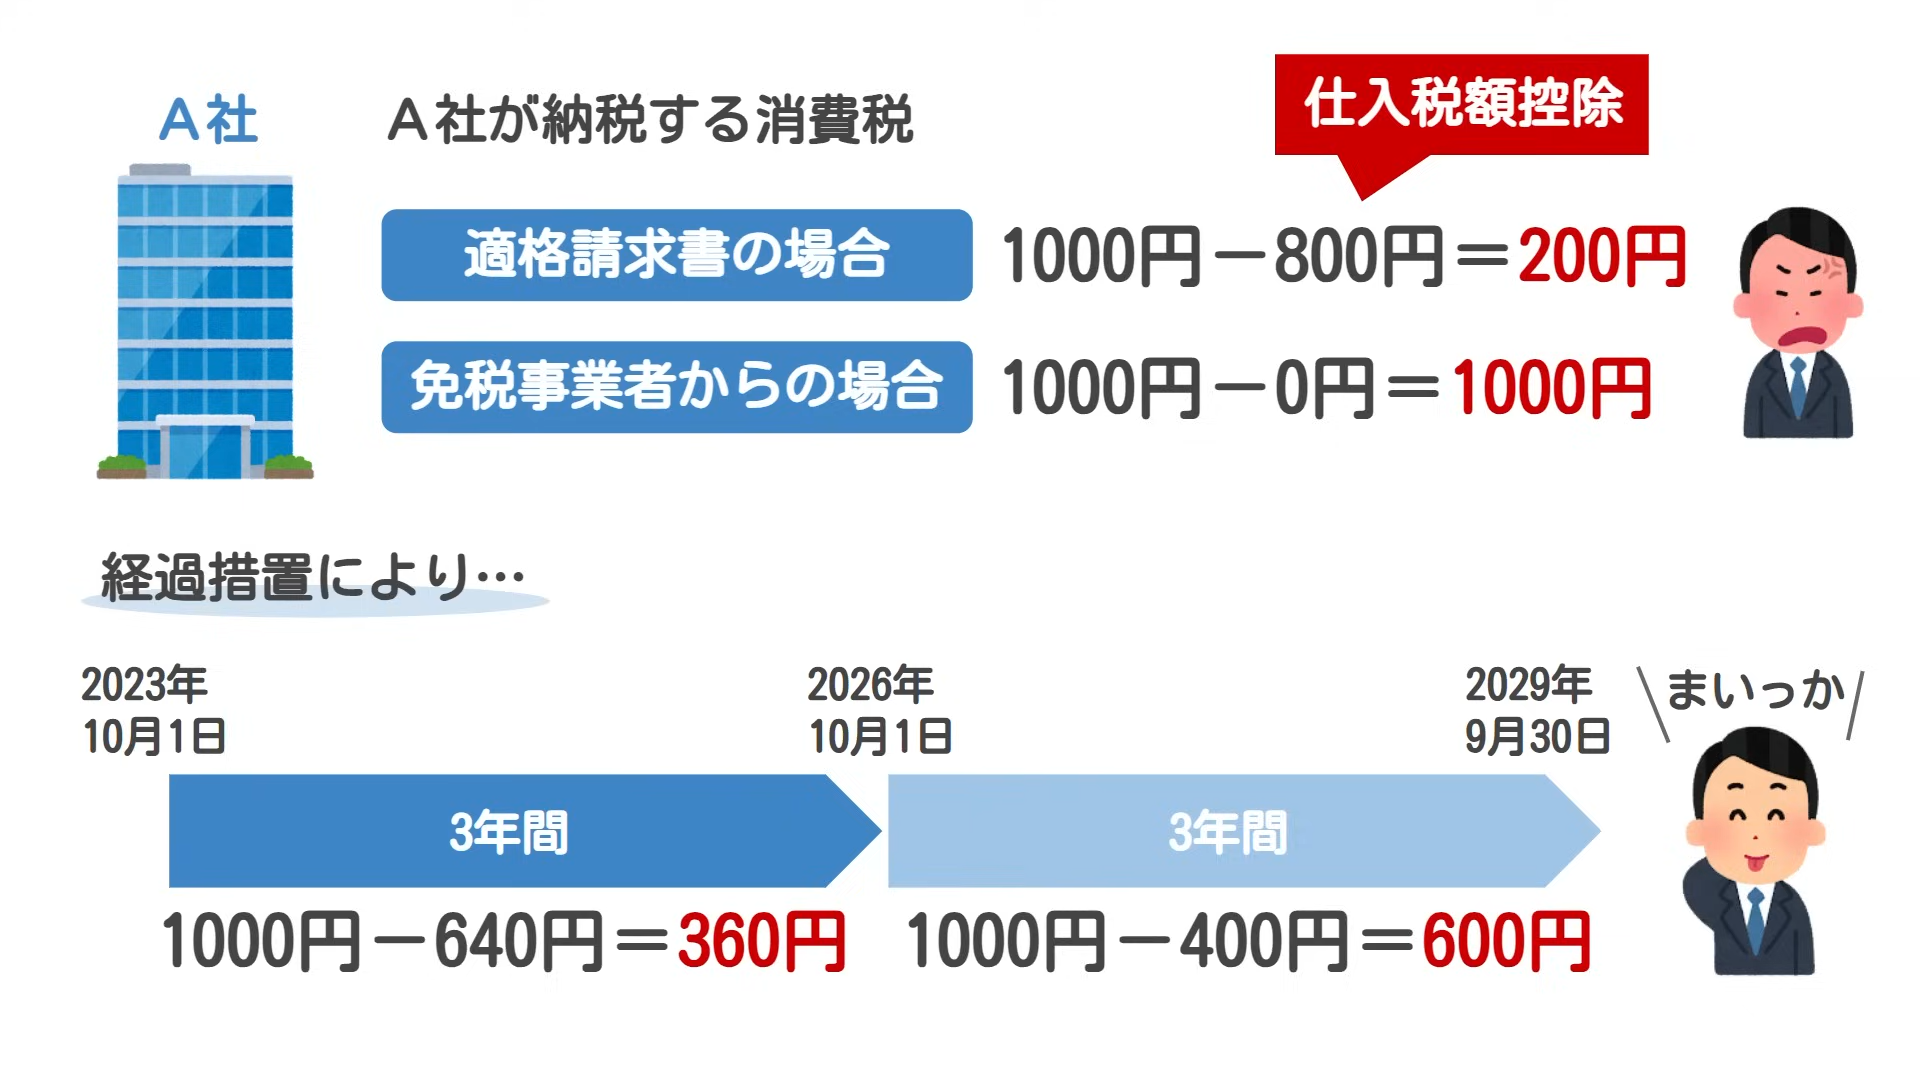 A社
A社が納税する消費税
仕入税額控除
適格請求書の場合
1000円－800円＝200円
免税事業者からの場合
1000円－0円＝1000円
経過措置により…
2023年
10月1日
2026年
10月1日
2029年
9月30日
まいっか
3年間
3年間
1000円－640円＝360円
1000円－400円＝600円